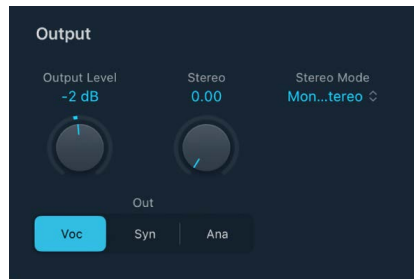 Output
Output Level Stereo Stereo Mode
-2 dB 0.00 Mon...tereo
Out
Voc Syn Ana